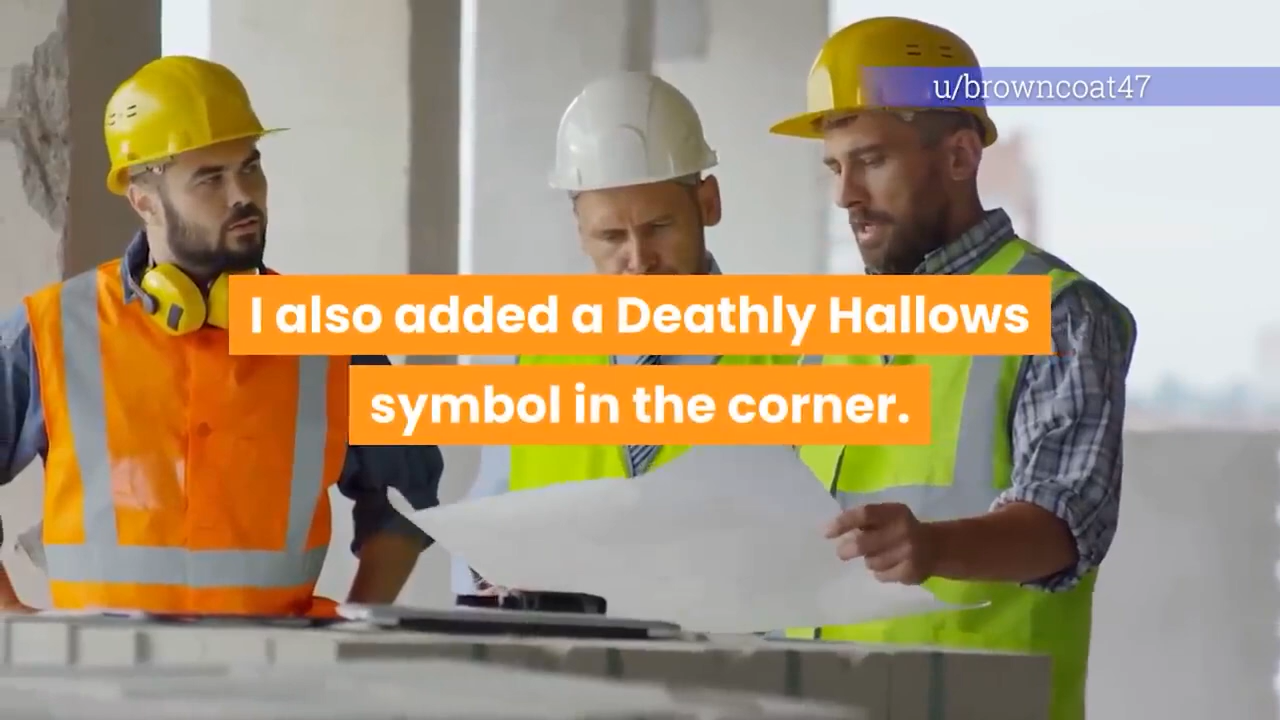 u/browncoat47
I also added a Deathly Hallows
symbol in the corner.